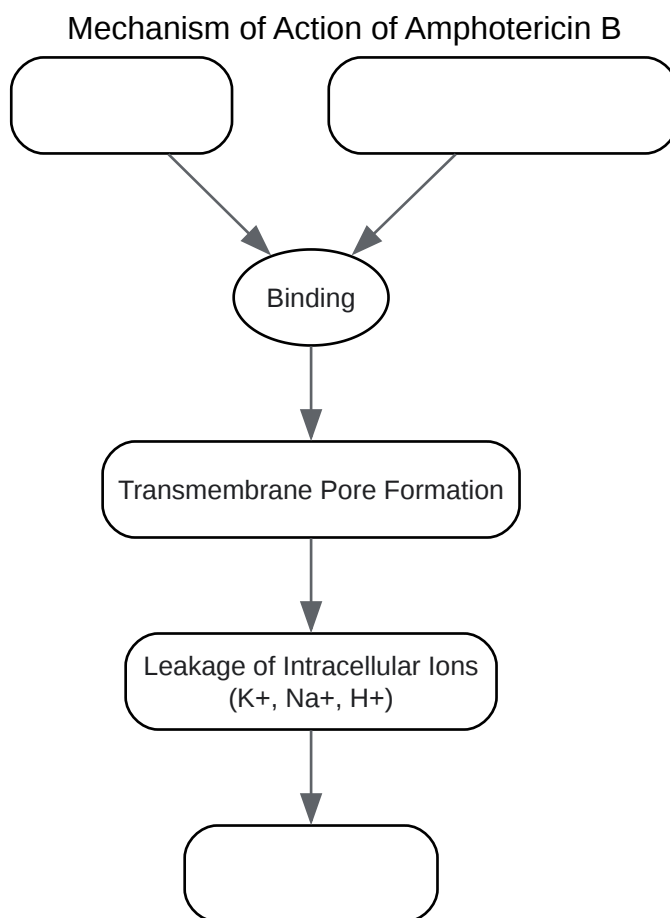 Mechanism of Action of Amphotericin B
Binding
Transmembrane Pore Formation
Leakage of Intracellular Ions
(K+, Na+, H+)